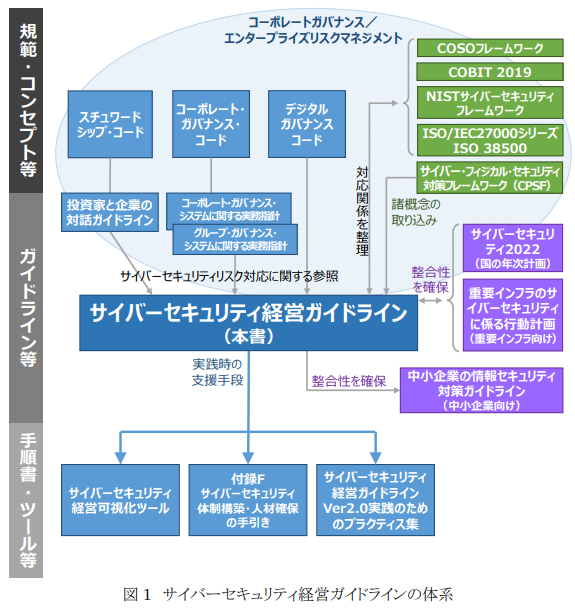 規範・コンセプト等
コーポレートガバナンス／
エンタープライズリスクマネジメント
COSOフレームワーク
COBIT 2019
NISTサイバーセキュリティ
フレームワーク
ISO/IEC27000シリーズ
ISO 38500
サイバー・フィジカル・セキュリティ
対策フレームワーク（CPSF）
スチュワード
シップ・コード
コーポレート・
ガバナンス・
コード
デジタル
ガバナンス
コード
対応関係を整理
諸概念の
取り込み
ガイドライン等
投資家と企業の
対話ガイドライン
コーポレート・ガバナンス・
システムに関する実務指針
グループ・ガバナンス・
システムに関する実務指針
サイバーセキュリティリスク対応に関する参照
サイバーセキュリティ経営ガイドライン
（本書）
整合性
を確保
サイバーセキュリ
ティ2022
（国の年次計画）
重要インフラのサ
イバーセキュリティ
に係る行動計画
（重要インフラ向け）
実践時の
支援手段
整合性を確保
中小企業の情報セキュリティ
対策ガイドライン
（中小企業向け）
手順書・ツール等
サイバーセキュリティ
経営可視化ツール
付録F
サイバーセキュリティ
体制構築・人材確保
の手引き
サイバーセキュリティ
経営ガイドライン
Ver2.0実践のため
のプラクティス集
図１ サイバーセキュリティ経営ガイドラインの体系